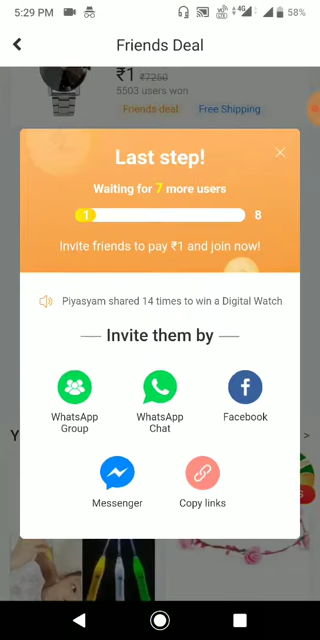 5:29 PM
4G
58%
Friends Deal
₹1 ₹7250
5503 users won
Friends deal Free Shipping
Last step!
Waiting for 7 more users
1 8
Invite friends to pay ₹1 and join now!
Piyasyam shared 14 times to win a Digital Watch
Invite them by
WhatsApp Group
WhatsApp Chat
Facebook
Messenger
Copy links